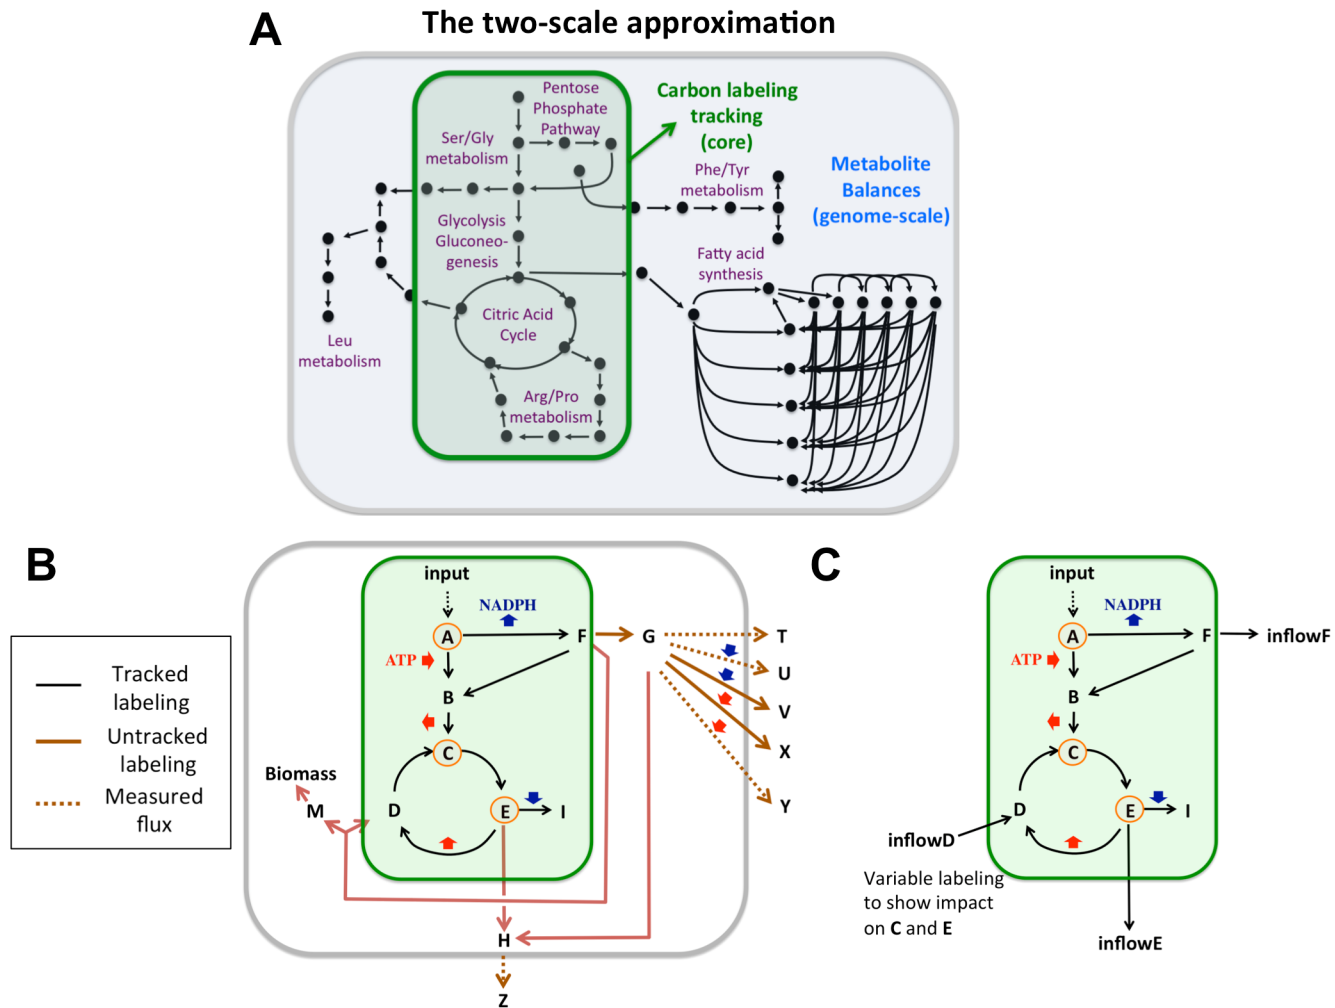 The two-scale approximation
A
Pentose
Phosphate
Pathway
Carbon labeling
tracking
(core)
Ser/Gly
metabolism
Phe/Tyr
metabolism
Metabolite
Balances
(genome-scale)
Glycolysis
Gluconeo-
genesis
Fatty acid
synthesis
Citric Acid
Cycle
Leu
metabolism
Arg/Pro
metabolism
B
input
NADPH
A
F
G
T
ATP
U
B
V
C
X
Biomass
M
D
E
I
Y
H
Z
Tracked
labeling
Untracked
labeling
Measured
flux
C
input
NADPH
A
F
inflowF
ATP
B
C
D
E
I
inflowD
Variable labeling
to show impact
on C and E
inflowE